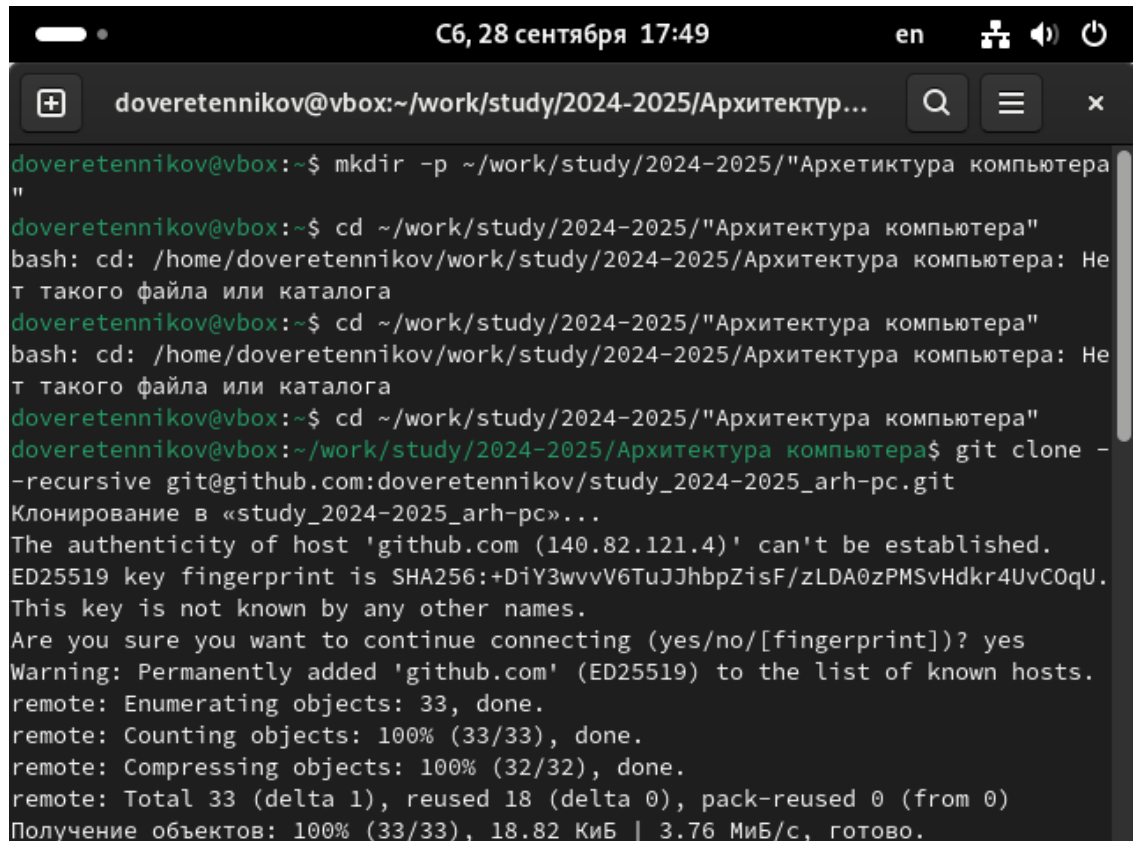 Сб, 28 сентября 17:49
en
doveretennikov@vbox:~/work/study/2024-2025/Архитектур...
doveretennikov@vbox:~$ mkdir -p ~/work/study/2024-2025/"Архетиктура компьютера
"
doveretennikov@vbox:~$ cd ~/work/study/2024-2025/"Архитектура компьютера"
bash: cd: /home/doveretennikov/work/study/2024-2025/Архитектура компьютера: Не
т такого файла или каталога
doveretennikov@vbox:~$ cd ~/work/study/2024-2025/"Архитектура компьютера"
bash: cd: /home/doveretennikov/work/study/2024-2025/Архитектура компьютера: Не
т такого файла или каталога
doveretennikov@vbox:~$ cd ~/work/study/2024-2025/"Архитектура компьютера"
doveretennikov@vbox:~/work/study/2024-2025/Архитектура компьютера$ git clone -
-recursive git@github.com:doveretennikov/study_2024-2025_arh-pc.git
Клонирование в «study_2024-2025_arh-pc»...
The authenticity of host 'github.com (140.82.121.4)' can't be established.
ED25519 key fingerprint is SHA256:+DiY3wvvV6TuJJhbpZisF/zLDA0zPMSvHdkr4UvCOqU.
This key is not known by any other names.
Are you sure you want to continue connecting (yes/no/[fingerprint])? yes
Warning: Permanently added 'github.com' (ED25519) to the list of known hosts.
remote: Enumerating objects: 33, done.
remote: Counting objects: 100% (33/33), done.
remote: Compressing objects: 100% (32/32), done.
remote: Total 33 (delta 1), reused 18 (delta 0), pack-reused 0 (from 0)
Получение объектов: 100% (33/33), 18.82 КиБ | 3.76 МиБ/с, готово.